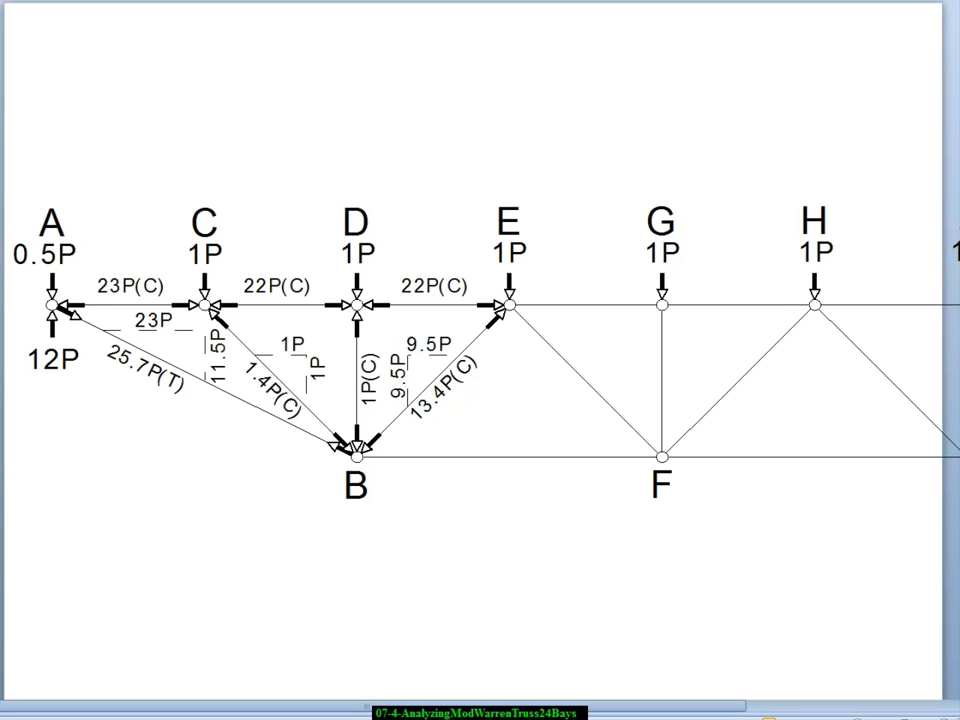 A C D E G H
0.5P 1P 1P 1P 1P 1P
23P(C) 22P(C) 22P(C)
23P
12P
25.7P(T)
11.5P
1P
1P
1.4P(C)
1P(C)
9.5P
9.5P
13.4P(C)
B F
07-4-AnalyzingModWarrenTruss24Bays